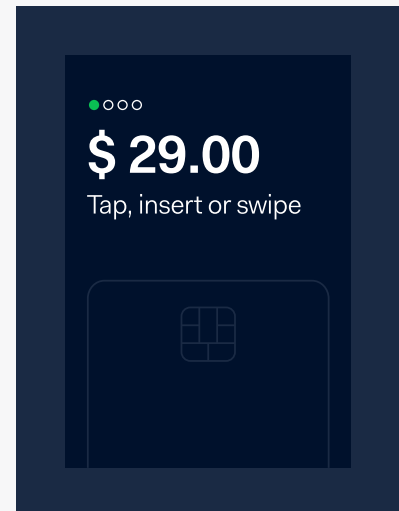 $ 29.00
Tap, insert or swipe